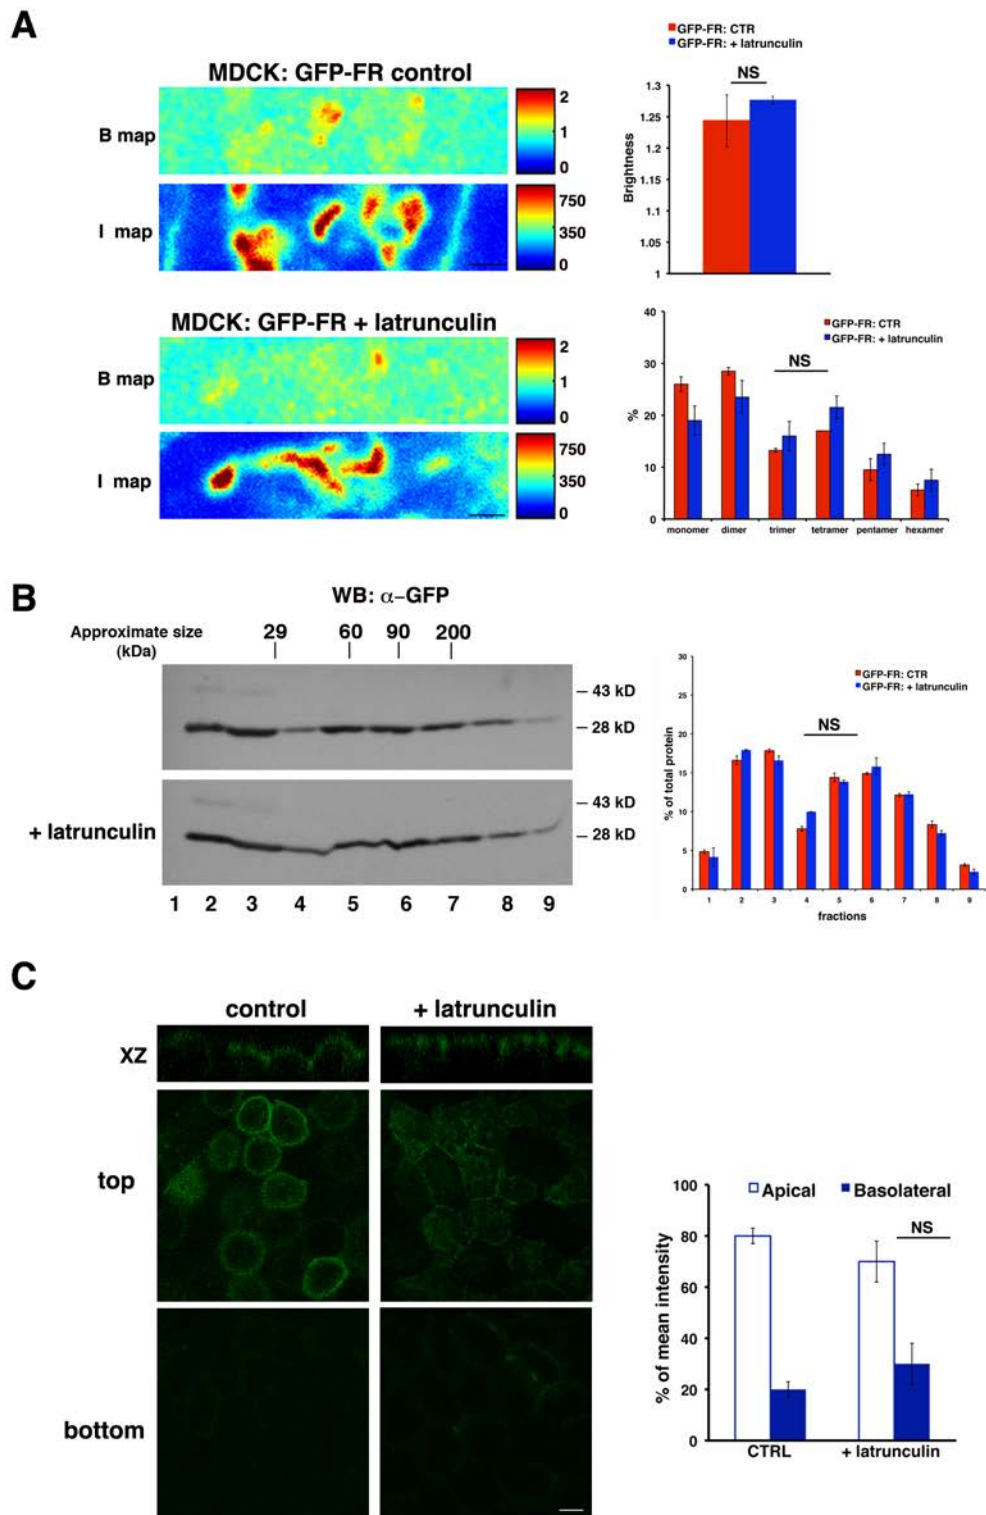 A
MDCK: GFP-FR control
B map
2
1
0
I map
750
350
0
GFP-FR: CTR
GFP-FR: + latrunculin
NS
Brightness
1.3
1.25
1.2
1.15
1.1
1.05
1
MDCK: GFP-FR + latrunculin
B map
2
1
0
I map
750
350
0
GFP-FR: CTR
GFP-FR: + latrunculin
NS
%
40
30
20
10
0
monomer dimer trimer tetramer pentamer hexamer
B
WB: α-GFP
Approximate size (kDa)
29 60 90 200
43 kD
28 kD
+ latrunculin
43 kD
28 kD
1 2 3 4 5 6 7 8 9
GFP-FR: CTR
GFP-FR: + latrunculin
NS
% of total protein
30
25
20
15
10
5
0
1 2 3 4 5 6 7 8 9
fractions
C
control + latrunculin
XZ
top
bottom
Apical Basolateral
NS
% of mean intensity
100
80
60
40
20
0
CTRL + latrunculin